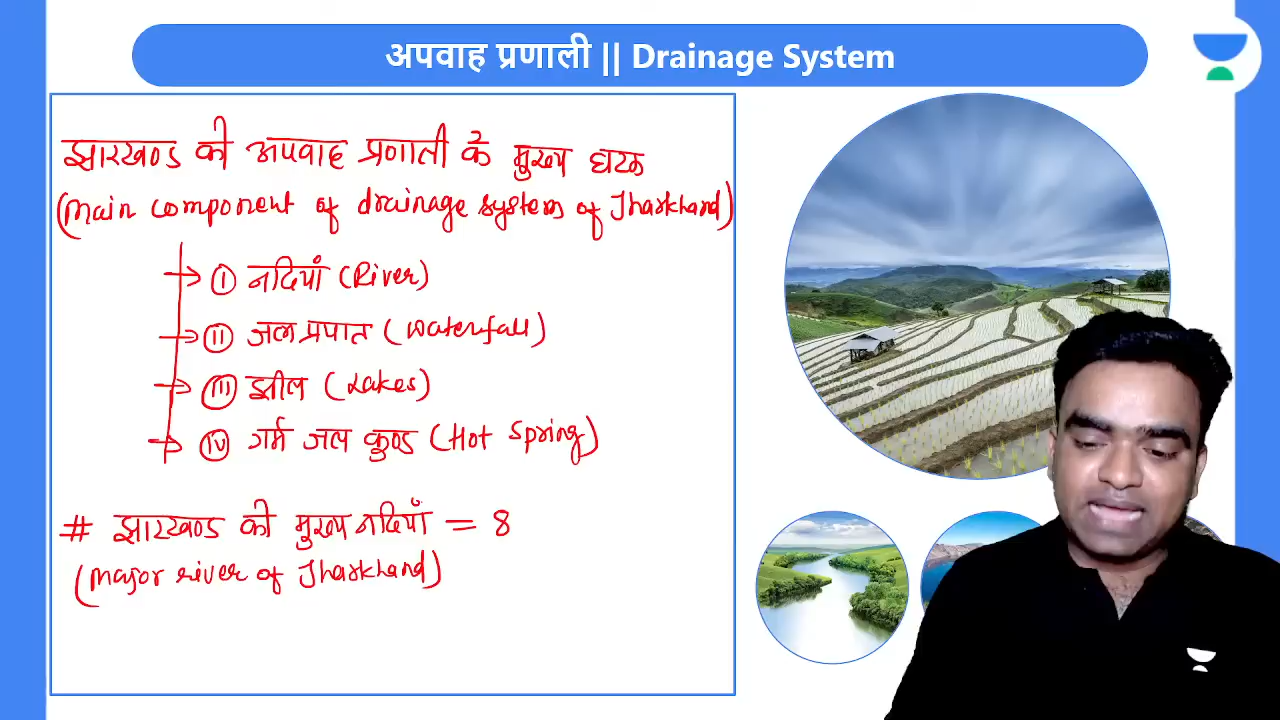 अपवाह प्रणाली || Drainage System
झारखण्ड की अपवाह प्रणाली के मुख्य घटक
(Main component of drainage system of Jharkhand)
→ (I) नदियाँ (River)
→ (II) जल प्रपात (Waterfall)
→ (III) झील (Lakes)
→ (IV) गर्म जल कुण्ड (Hot Spring)
# झारखण्ड की मुख्य नदियाँ = 8
(Major river of Jharkhand)